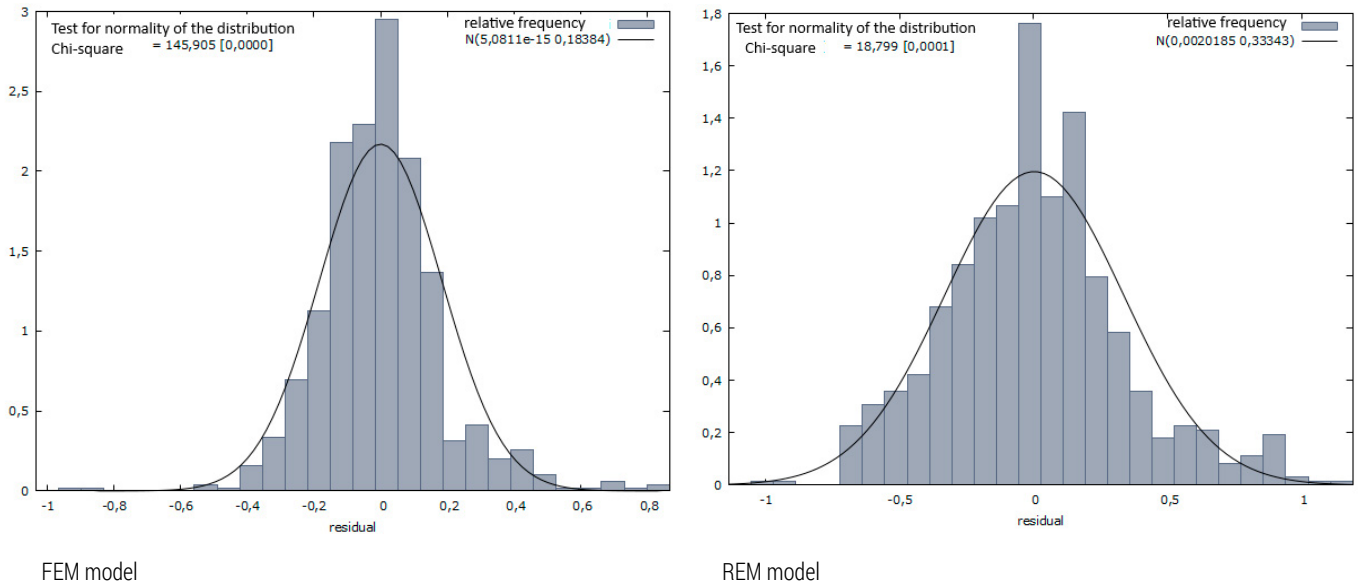 Test for normality of the distribution
Chi-square = 145,905 [0,0000]
relative frequency
N(5,0811e-15 0,18384)
3
2,5
2
1,5
1
0,5
0
-1 -0,8 -0,6 -0,4 -0,2 0 0,2 0,4 0,6 0,8
residual
FEM model
Test for normality of the distribution
Chi-square = 18,799 [0,0001]
relative frequency
N(0,0020185 0,33343)
1,8
1,6
1,4
1,2
1
0,8
0,6
0,4
0,2
0
-1 -0,5 0 0,5 1
residual
REM model